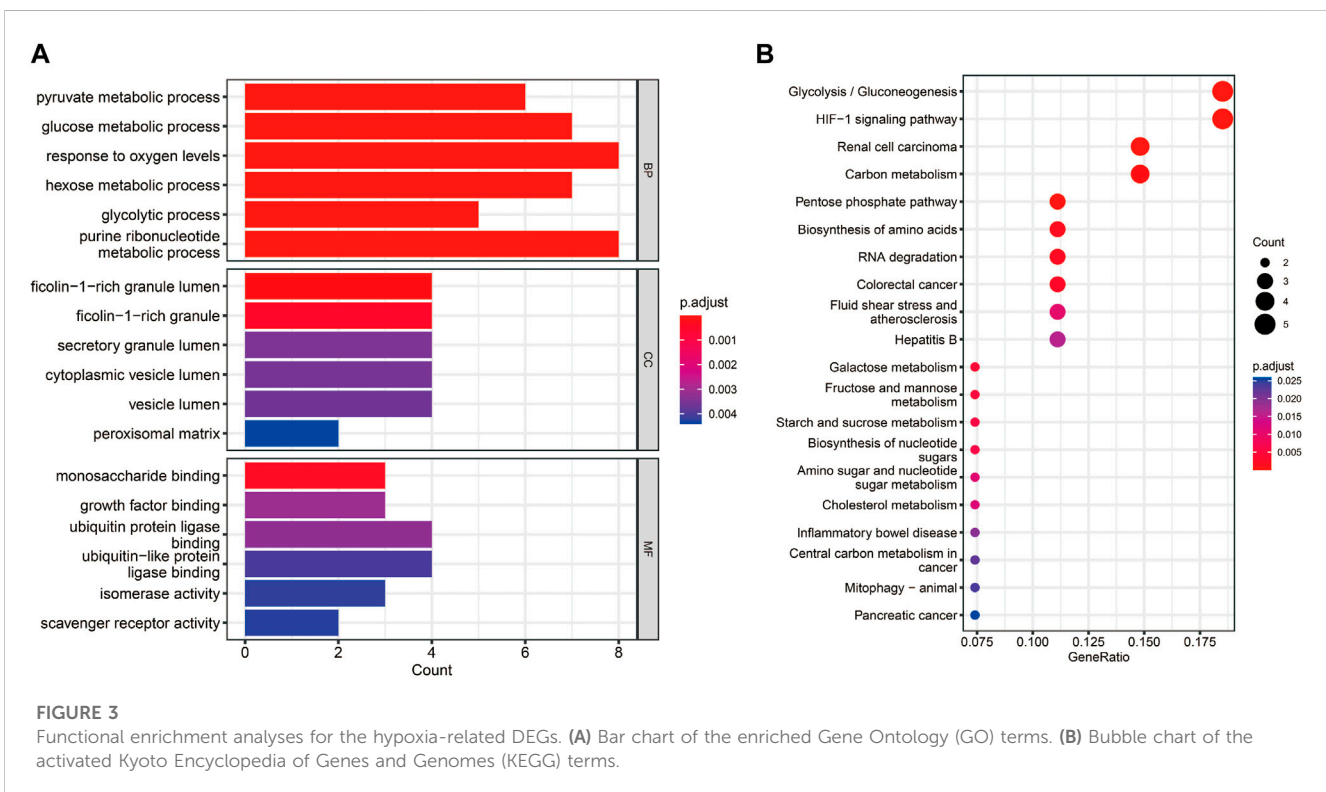 A
pyruvate metabolic process
glucose metabolic process
response to oxygen levels
hexose metabolic process
glycolytic process
purine ribonucleotide
metabolic process
BP
ficolin−1−rich granule lumen
ficolin−1−rich granule
secretory granule lumen
cytoplasmic vesicle lumen
vesicle lumen
peroxisomal matrix
CC
monosaccharide binding
growth factor binding
ubiquitin protein ligase
binding
ubiquitin−like protein
ligase binding
isomerase activity
scavenger receptor activity
MF
0 2 4 6 8
Count
p.adjust
0.001
0.002
0.003
0.004
B
Glycolysis / Gluconeogenesis
HIF−1 signaling pathway
Renal cell carcinoma
Carbon metabolism
Pentose phosphate pathway
Biosynthesis of amino acids
RNA degradation
Colorectal cancer
Fluid shear stress and
atherosclerosis
Hepatitis B
Galactose metabolism
Fructose and mannose
metabolism
Starch and sucrose metabolism
Biosynthesis of nucleotide
sugars
Amino sugar and nucleotide
sugar metabolism
Cholesterol metabolism
Inflammatory bowel disease
Central carbon metabolism in
cancer
Mitophagy − animal
Pancreatic cancer
0.075 0.100 0.125 0.150 0.175
GeneRatio
Count
2
3
4
5
p.adjust
0.025
0.020
0.015
0.010
0.005
FIGURE 3
Functional enrichment analyses for the hypoxia-related DEGs. (A) Bar chart of the enriched Gene Ontology (GO) terms. (B) Bubble chart of the
activated Kyoto Encyclopedia of Genes and Genomes (KEGG) terms.